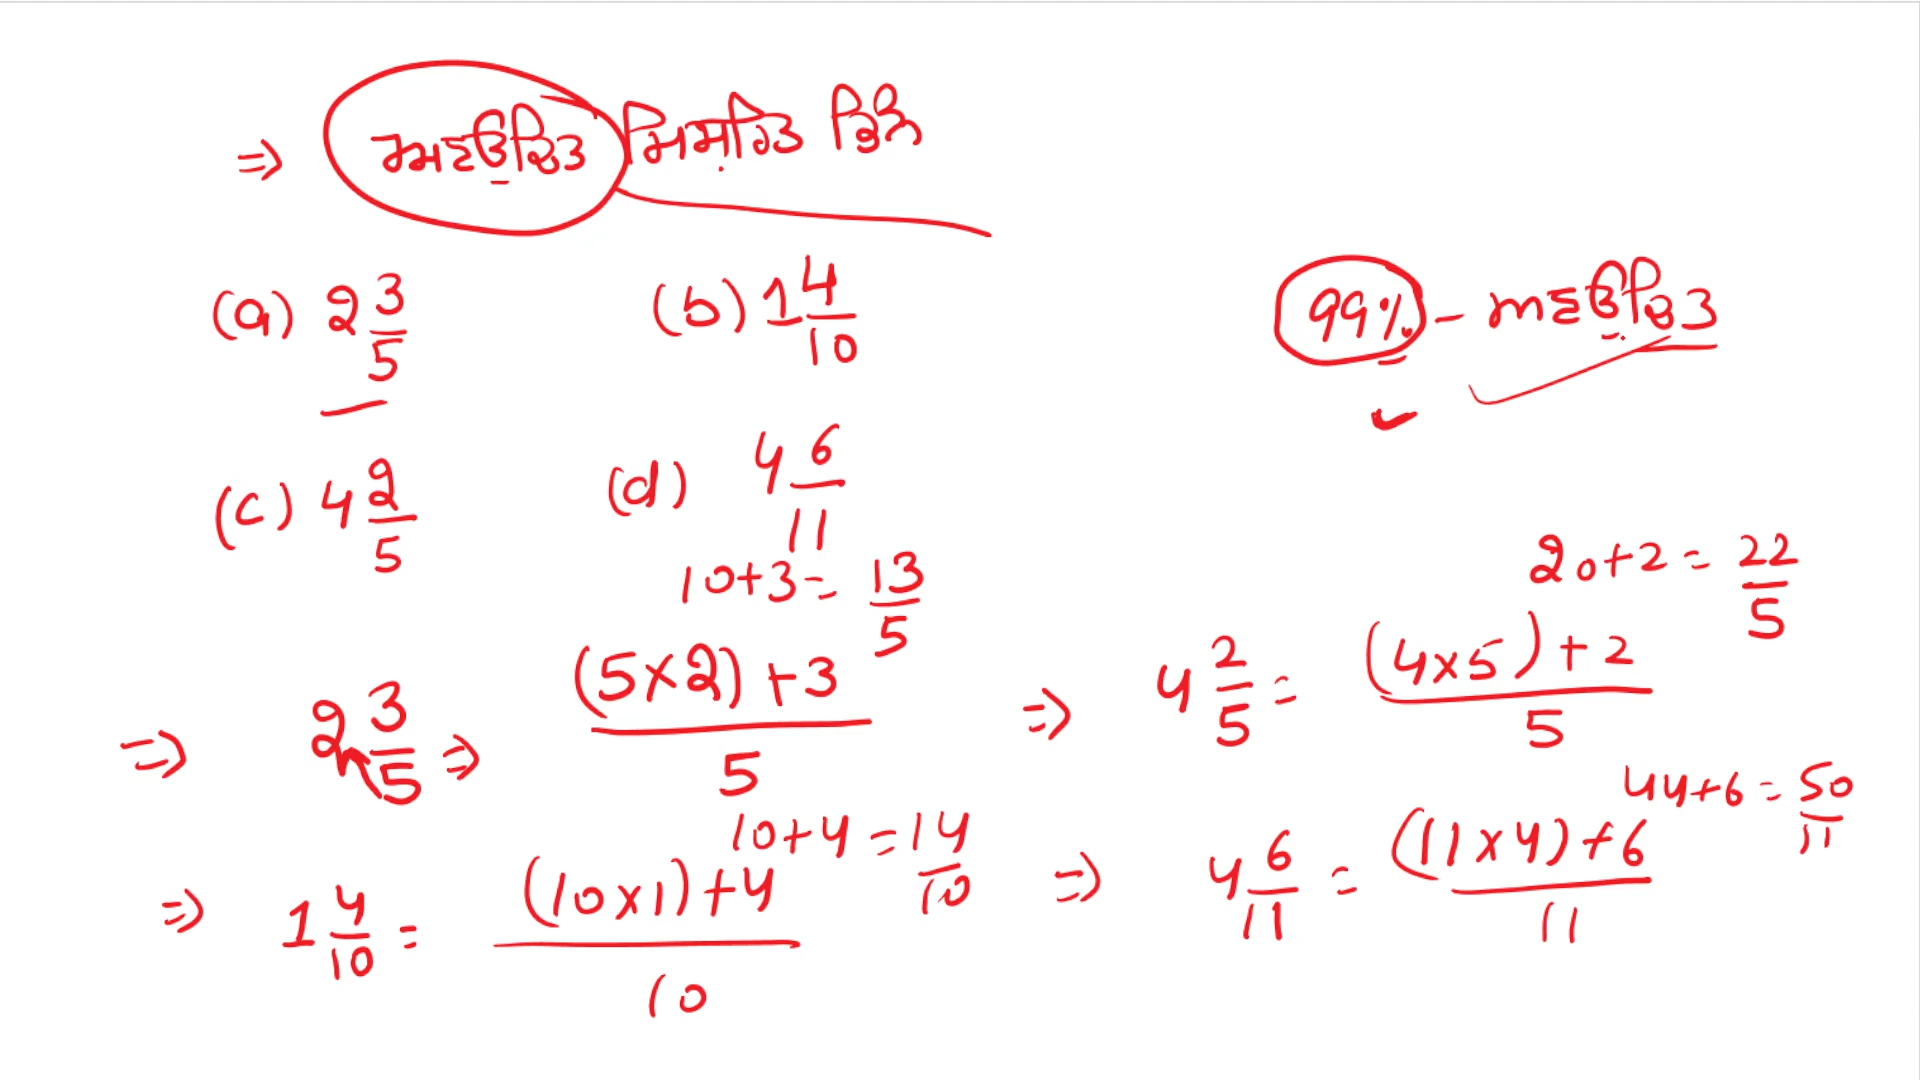 ⇒ ਅਣਉਚਿਤ ਮਿਸ਼ਰਿਤ
(a) 2 3/5 (b) 1 4/10
99% - ਅਣਉਚਿਤ
(c) 4 2/5 (d) 4 6/11
10+3 = 13/5
⇒ 2 3/5 ⇒ (5×2)+3/5
20+2 = 22/5
⇒ 4 2/5 = (4×5)+2/5
10+4 = 14/10
⇒ 1 4/10 = (10×1)+4/10
44+6 = 50/11
⇒ 4 6/11 = (11×4)+6/11